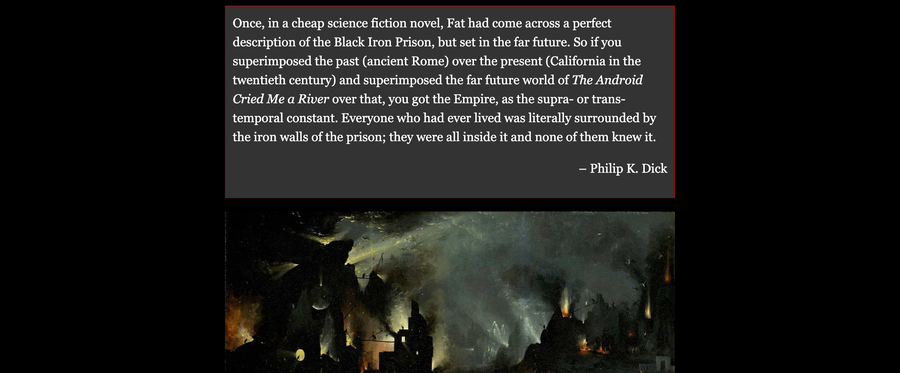 Once, in a cheap science fiction novel, Fat had come across a perfect
description of the Black Iron Prison, but set in the far future. So if you
superimposed the past (ancient Rome) over the present (California in the
twentieth century) and superimposed the far future world of The Android
Cried Me a River over that, you got the Empire, as the supra- or trans-
temporal constant. Everyone who had ever lived was literally surrounded by
the iron walls of the prison; they were all inside it and none of them knew it.
– Philip K. Dick